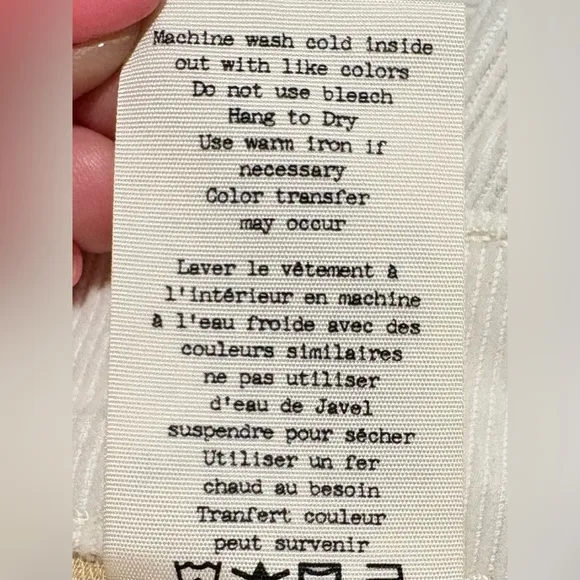 Machine wash cold inside
out with like colors
Do not use bleach
Hang to Dry
Use warm iron if
necessary
Color transfer
may occur
Laver le vêtement à
l'intérieur en machine
à l'eau froide avec des
couleurs similaires
ne pas utiliser
d'eau de Javel
suspendre pour sécher
Utiliser un fer
chaud au besoin
Tranfert couleur
peut survenir